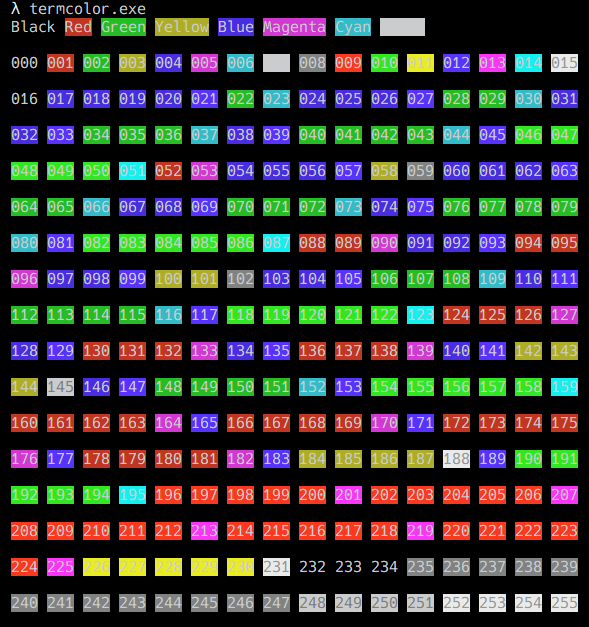 λ termcolor.exe
Black Red Green Yellow Blue Magenta Cyan
000 001 002 003 004 005 006 008 009 010 011 012 013 014 015
016 017 018 019 020 021 022 023 024 025 026 027 028 029 030 031
032 033 034 035 036 037 038 039 040 041 042 043 044 045 046 047
048 049 050 051 052 053 054 055 056 057 058 059 060 061 062 063
064 065 066 067 068 069 070 071 072 073 074 075 076 077 078 079
080 081 082 083 084 085 086 087 088 089 090 091 092 093 094 095
096 097 098 099 100 101 102 103 104 105 106 107 108 109 110 111
112 113 114 115 116 117 118 119 120 121 122 123 124 125 126 127
128 129 130 131 132 133 134 135 136 137 138 139 140 141 142 143
144 145 146 147 148 149 150 151 152 153 154 155 156 157 158 159
160 161 162 163 164 165 166 167 168 169 170 171 172 173 174 175
176 177 178 179 180 181 182 183 184 185 186 187 188 189 190 191
192 193 194 195 196 197 198 199 200 201 202 203 204 205 206 207
208 209 210 211 212 213 214 215 216 217 218 219 220 221 222 223
224 225 226 227 228 229 230 231 232 233 234 235 236 237 238 239
240 241 242 243 244 245 246 247 248 249 250 251 252 253 254 255